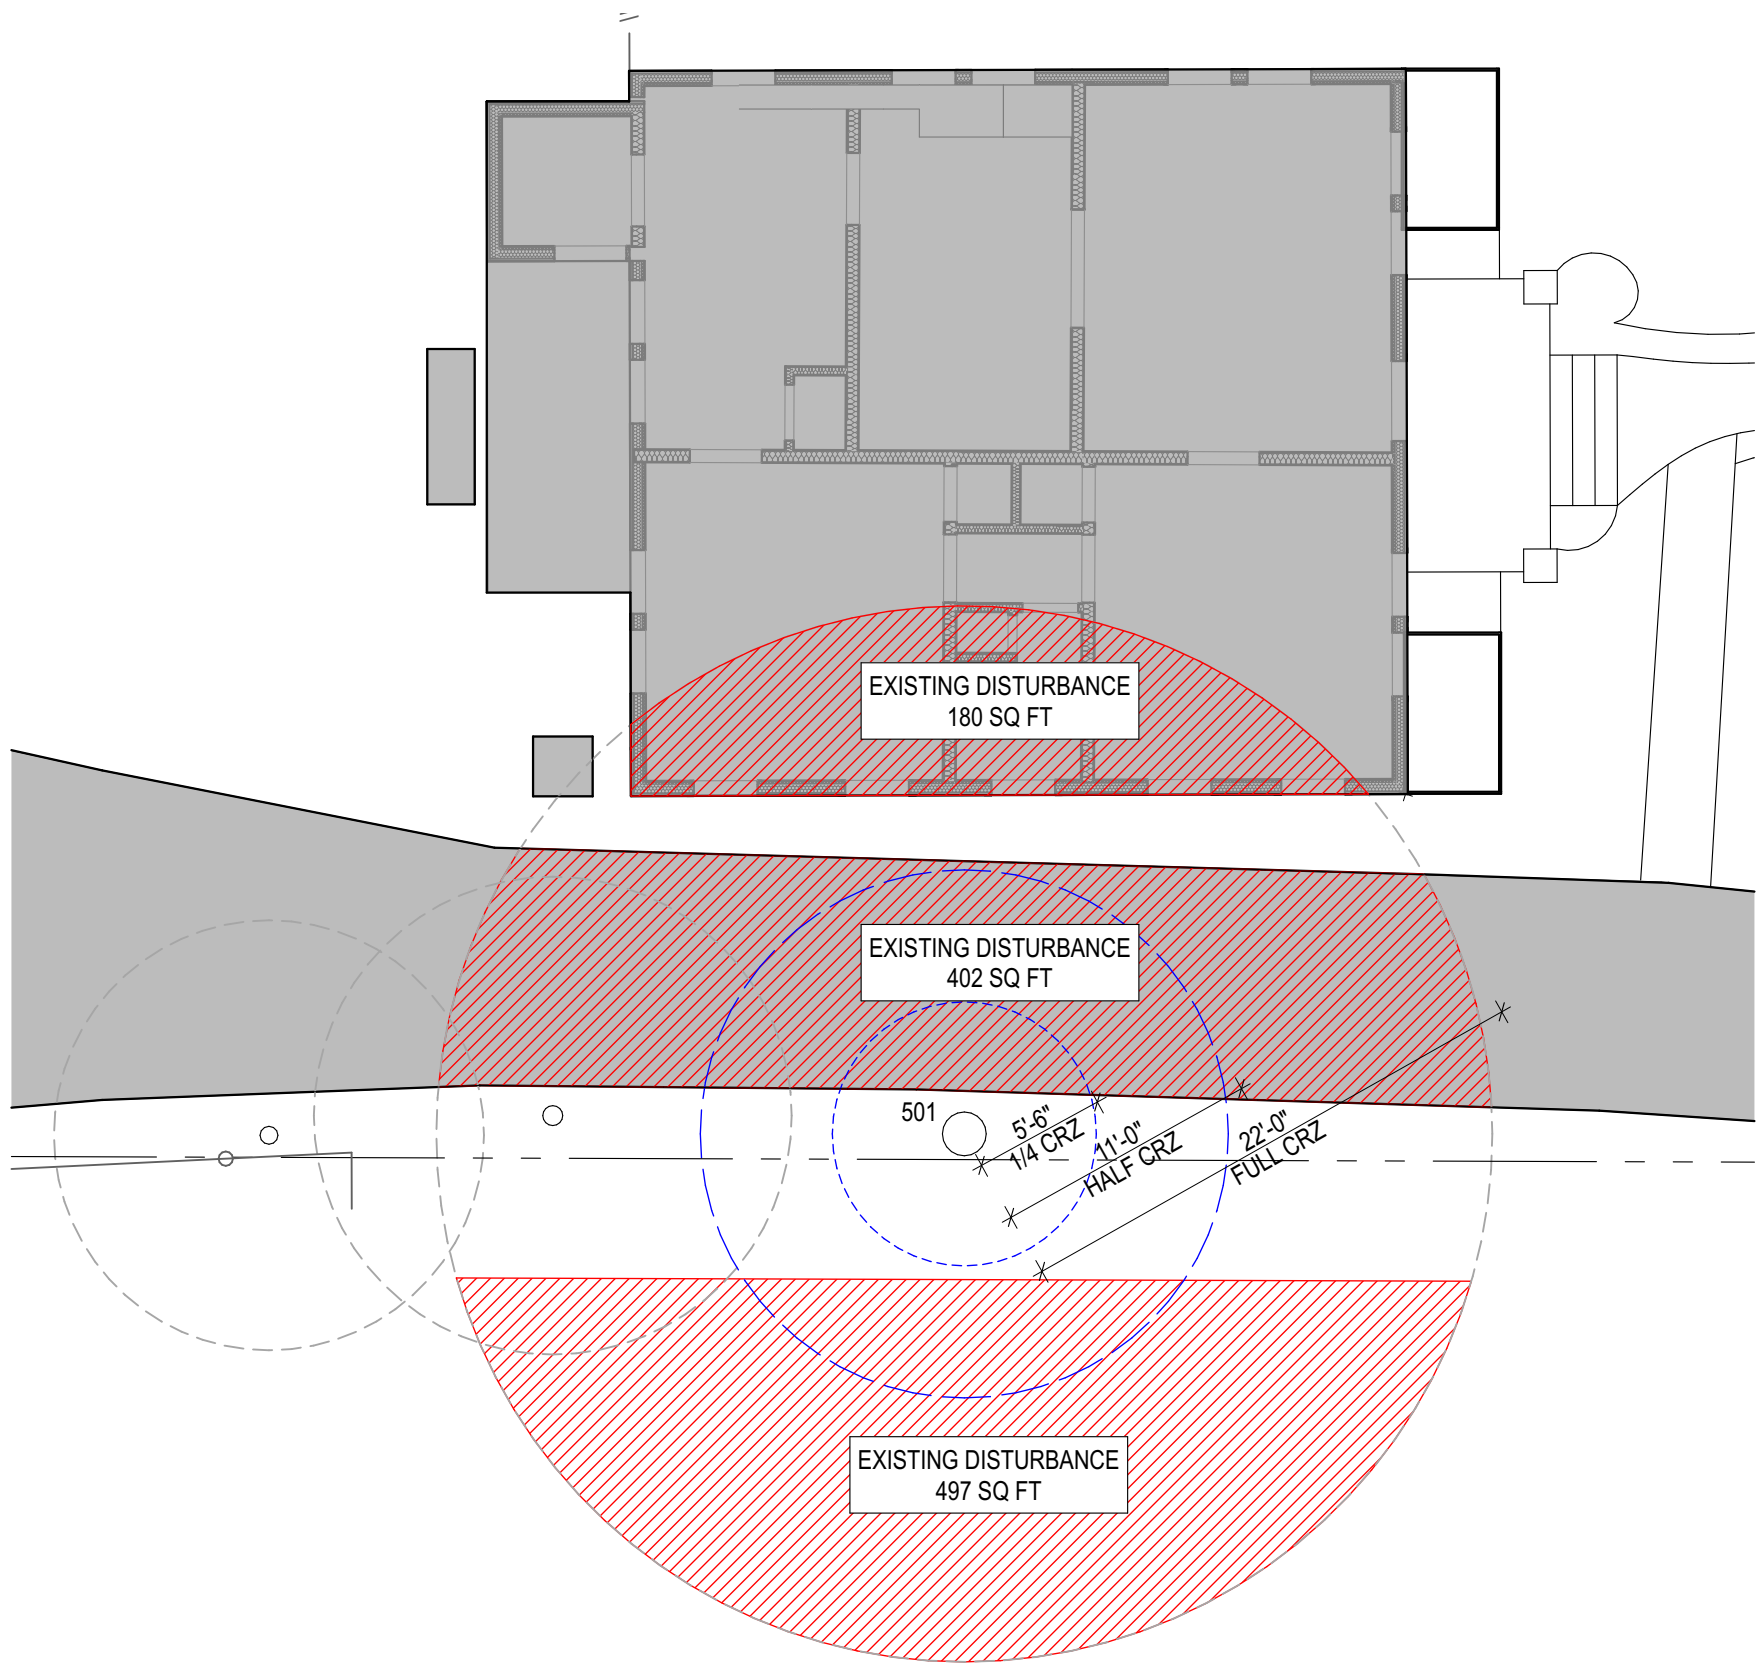 EXISTING DISTURBANCE
180 SQ FT
EXISTING DISTURBANCE
402 SQ FT
501
5'-6"
1/4 CRZ
11'-0"
HALF CRZ
22'-0"
FULL CRZ
EXISTING DISTURBANCE
497 SQ FT